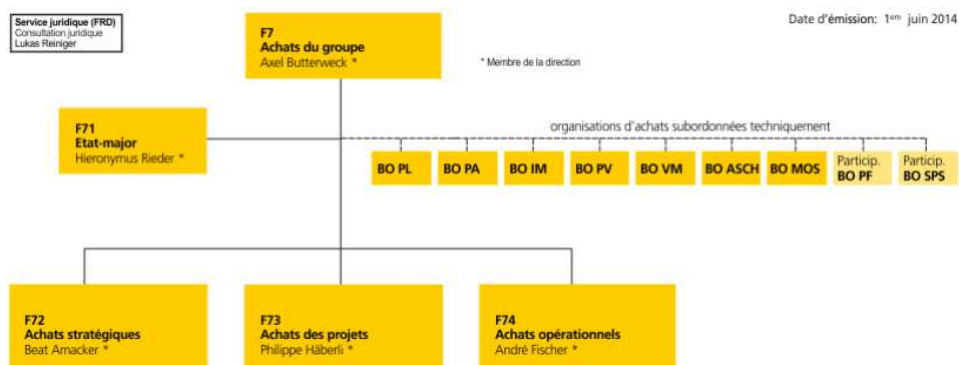 Service juridique (FRD)
Consultation juridique
Lukas Reiniger
Date d'émission: 1em juin 2014
F7
Achats du groupe
Axel Butterweck *
* Membre de la direction
F71
Etat-major
Hieronymus Rieder *
organisations d'achats subordonnées techniquement
BO PL
BO PA
BO IM
BO PV
BO VM
BO ASCH
BO MOS
Particip.
BO PF
Particip.
BO SPS
F72
Achats stratégiques
Beat Amacker *
F73
Achats des projets
Philippe Häberli *
F74
Achats opérationnels
André Fischer *